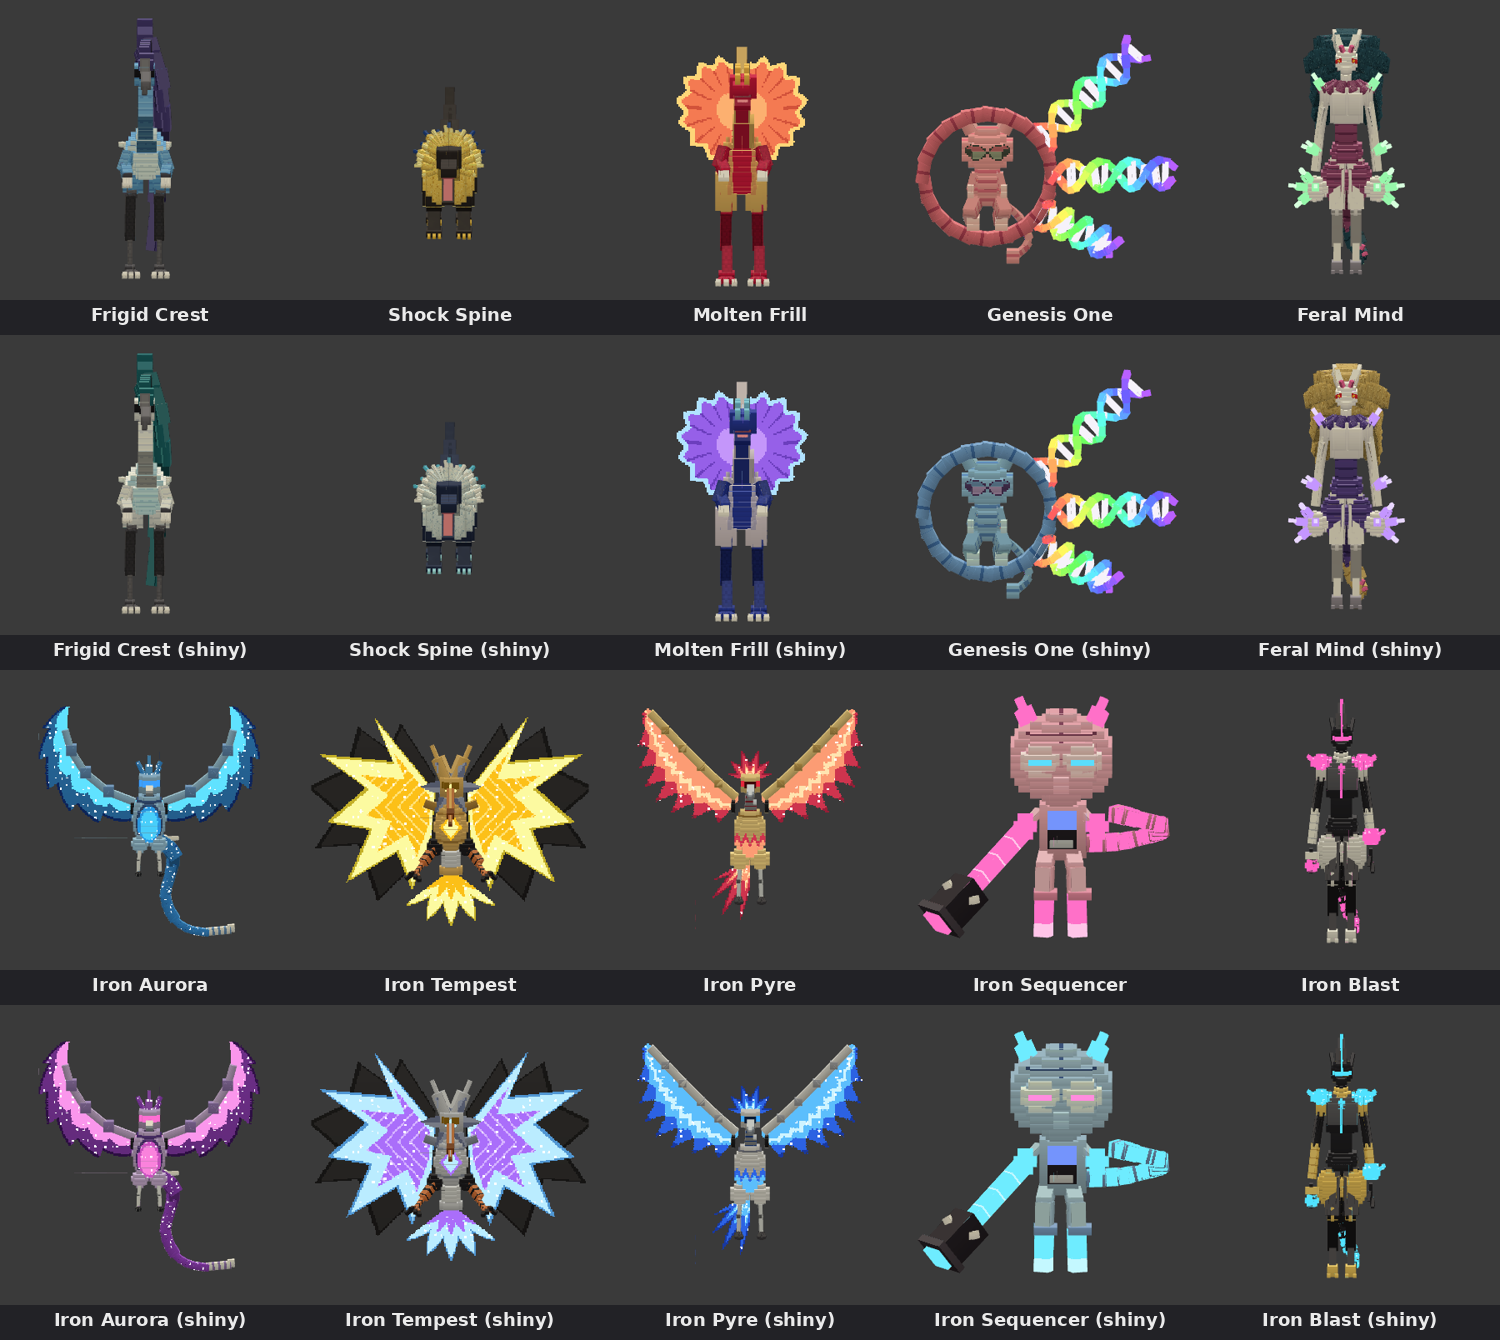 Frigid Crest
Shock Spine
Molten Frill
Genesis One
Feral Mind
Frigid Crest (shiny)
Shock Spine (shiny)
Molten Frill (shiny)
Genesis One (shiny)
Feral Mind (shiny)
Iron Aurora
Iron Tempest
Iron Pyre
Iron Sequencer
Iron Blast
Iron Aurora (shiny)
Iron Tempest (shiny)
Iron Pyre (shiny)
Iron Sequencer (shiny)
Iron Blast (shiny)